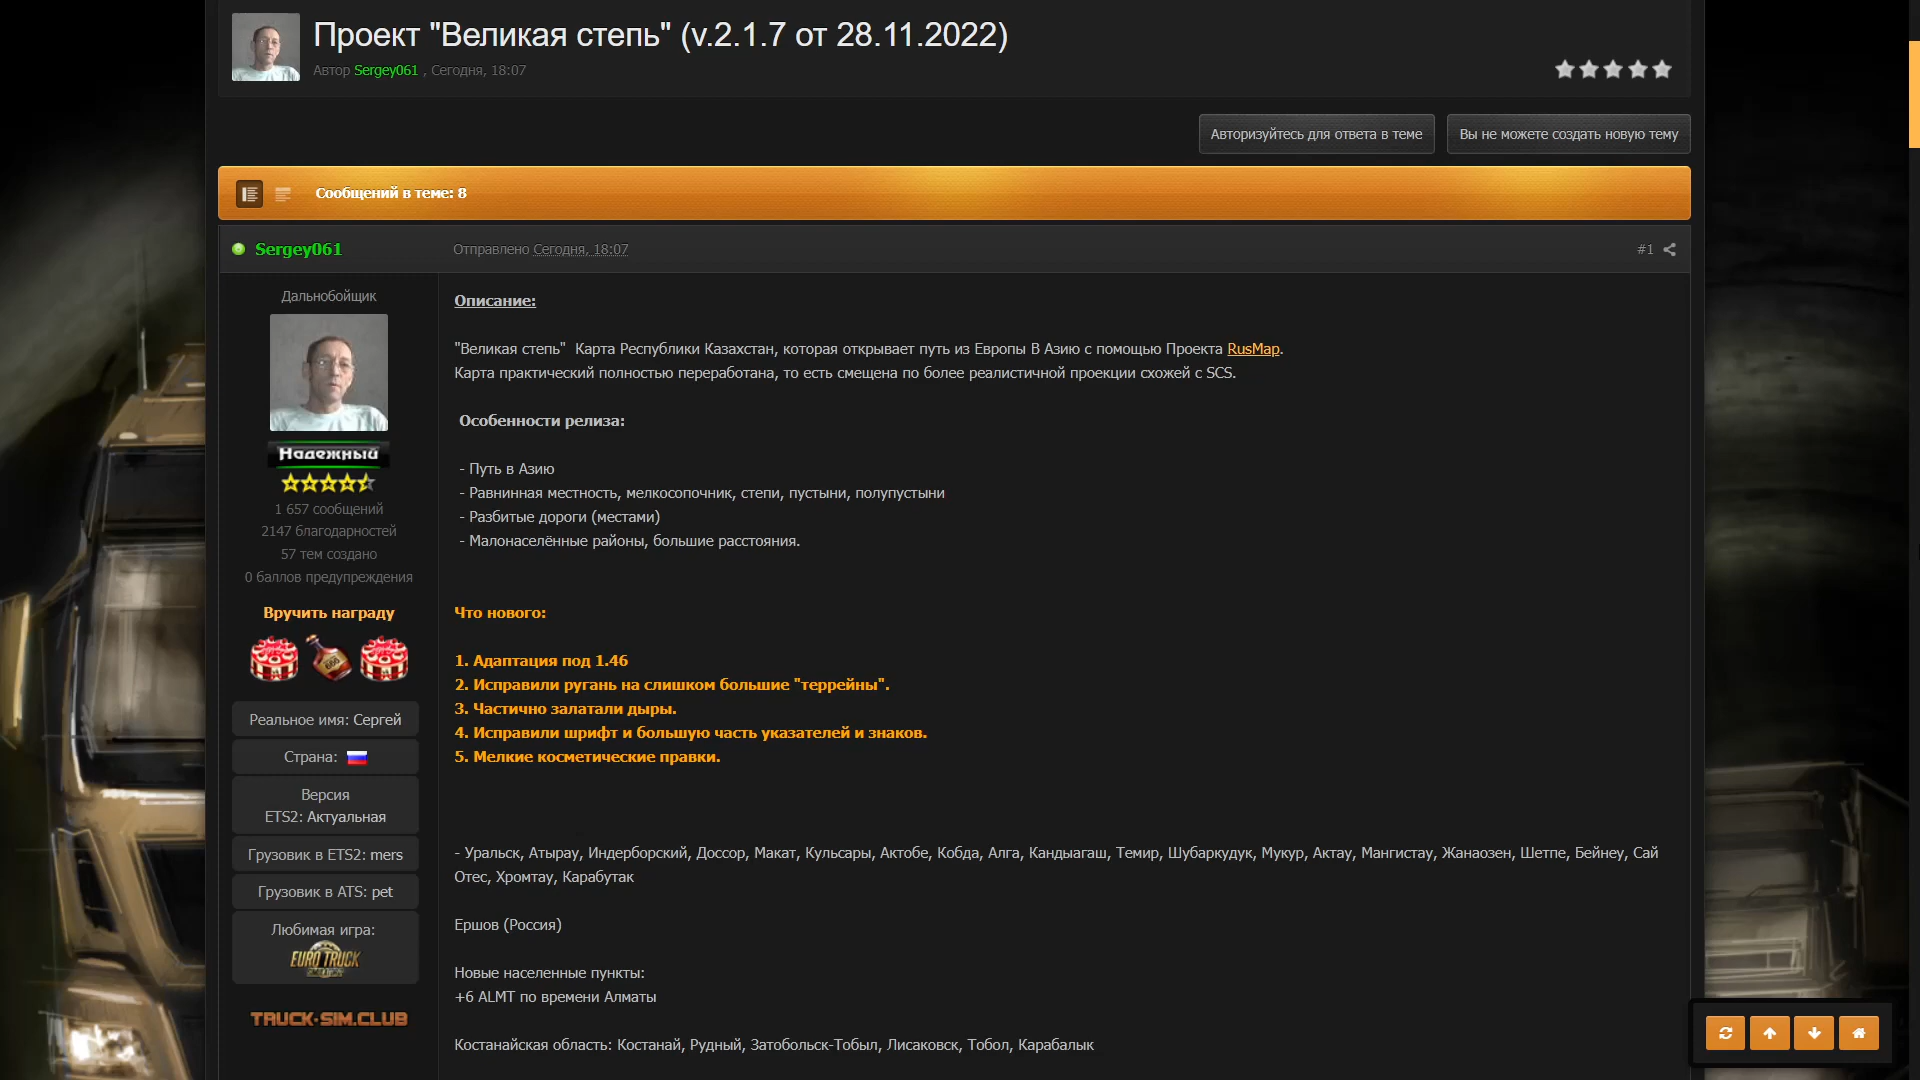 Проект "Великая степь" (v.2.1.7 от 28.11.2022)
Автор Sergey061 , Сегодня, 18:07
Авторизуйтесь для ответа в теме
Вы не можете создать новую тему
Сообщений в теме: 8
Sergey061
Отправлено Сегодня, 18:07
#1
Дальнобойщик
Надежный
1 657 сообщений
2147 благодарностей
57 тем создано
0 баллов предупреждения
Вручить награду
Реальное имя: Сергей
Страна:
Версия
ETS2: Актуальная
Грузовик в ETS2: mers
Грузовик в ATS: pet
Любимая игра:
EURO TRUCK
TRUCK-SIM.CLUB
Описание:
"Великая степь"  Карта Республики Казахстан, которая открывает путь из Европы В Азию с помощью Проекта RusMap.
Карта практический полностью переработана, то есть смещена по более реалистичной проекции схожей с SCS.
Особенности релиза:
- Путь в Азию
- Равнинная местность, мелкосопочник, степи, пустыни, полупустыни
- Разбитые дороги (местами)
- Малонаселённые районы, большие расстояния.
Что нового:
1. Адаптация под 1.46
2. Исправили ругань на слишком большие "террейны".
3. Частично залатали дыры.
4. Исправили шрифт и большую часть указателей и знаков.
5. Мелкие косметические правки.
- Уральск, Атырау, Индерборский, Доссор, Макат, Кульсары, Актобе, Кобда, Алга, Кандыагаш, Темир, Шубаркудук, Мукур, Актау, Мангистау, Жанаозен, Шетпе, Бейнеу, Сай
Отес, Хромтау, Карабутак
Ершов (Россия)
Новые населенные пункты:
+6 ALMT по времени Алматы
Костанайская область: Костанай, Рудный, Затобольск-Тобыл, Лисаковск, Тобол, Карабалык